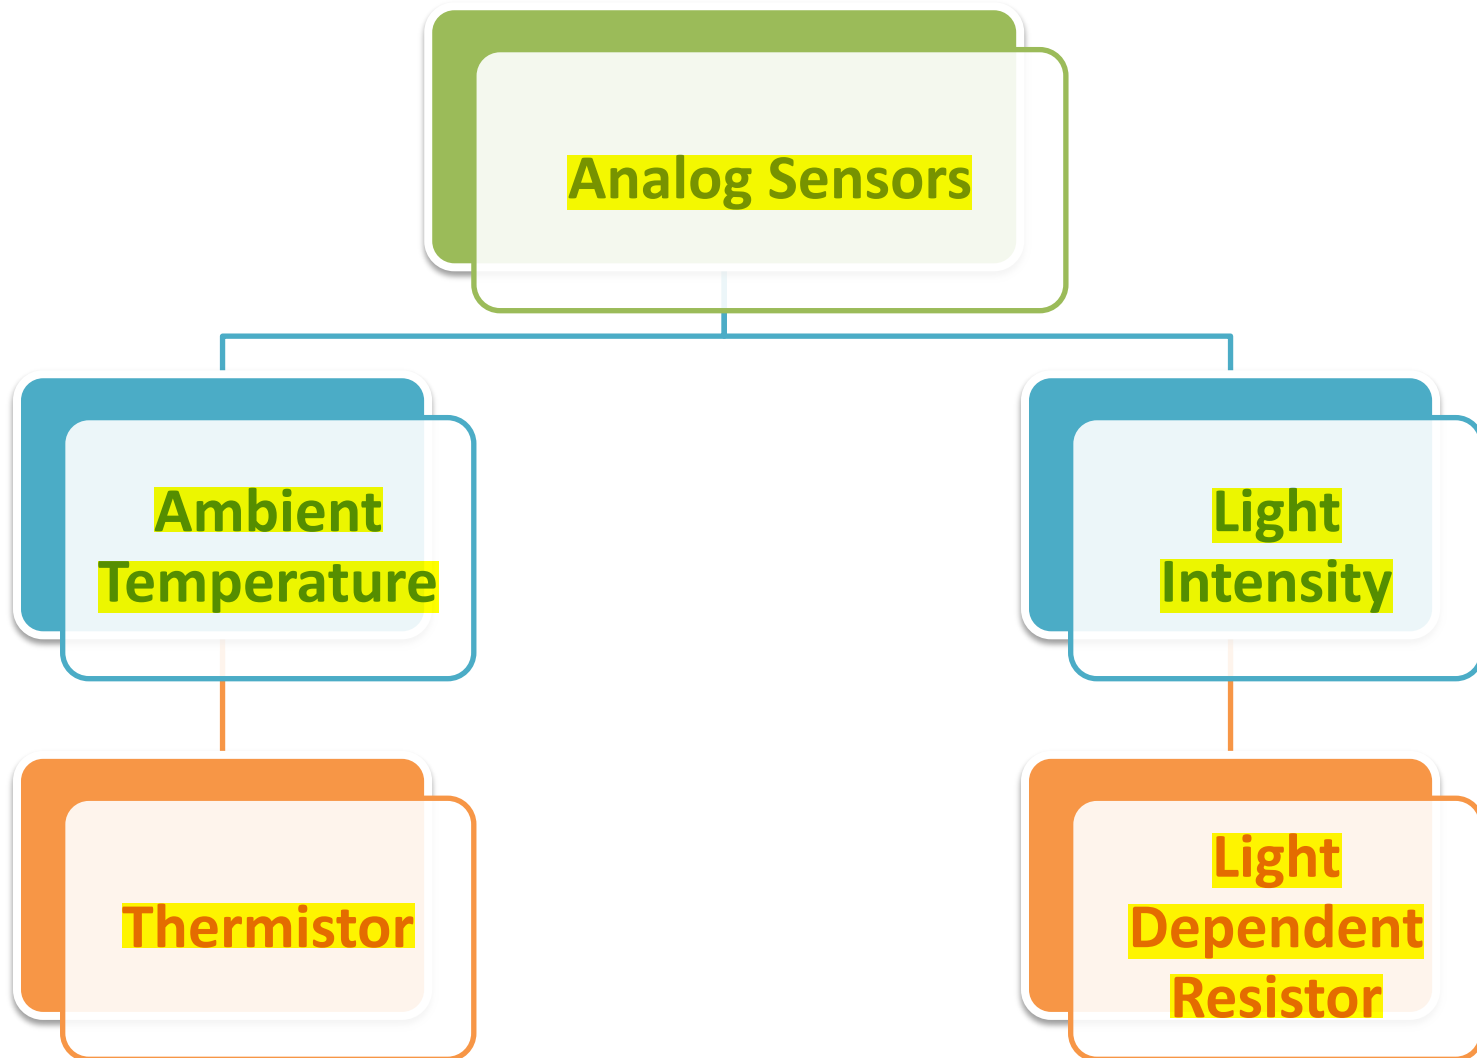 Analog Sensors
Ambient
Temperature
Light
Intensity
Thermistor
Light
Dependent
Resistor